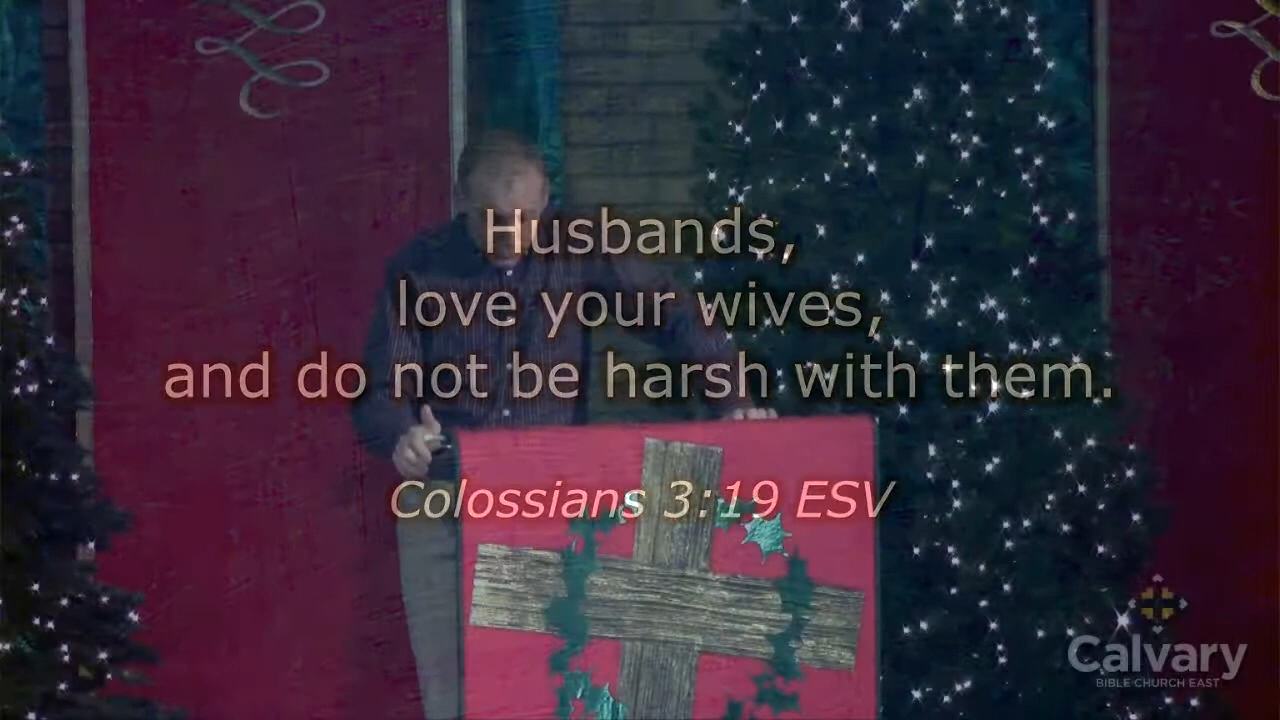 Husbands,
love your wives,
and do not be harsh with them.
Colossians 3:19 ESV
Calvary
BIBLE CHURCH EAST